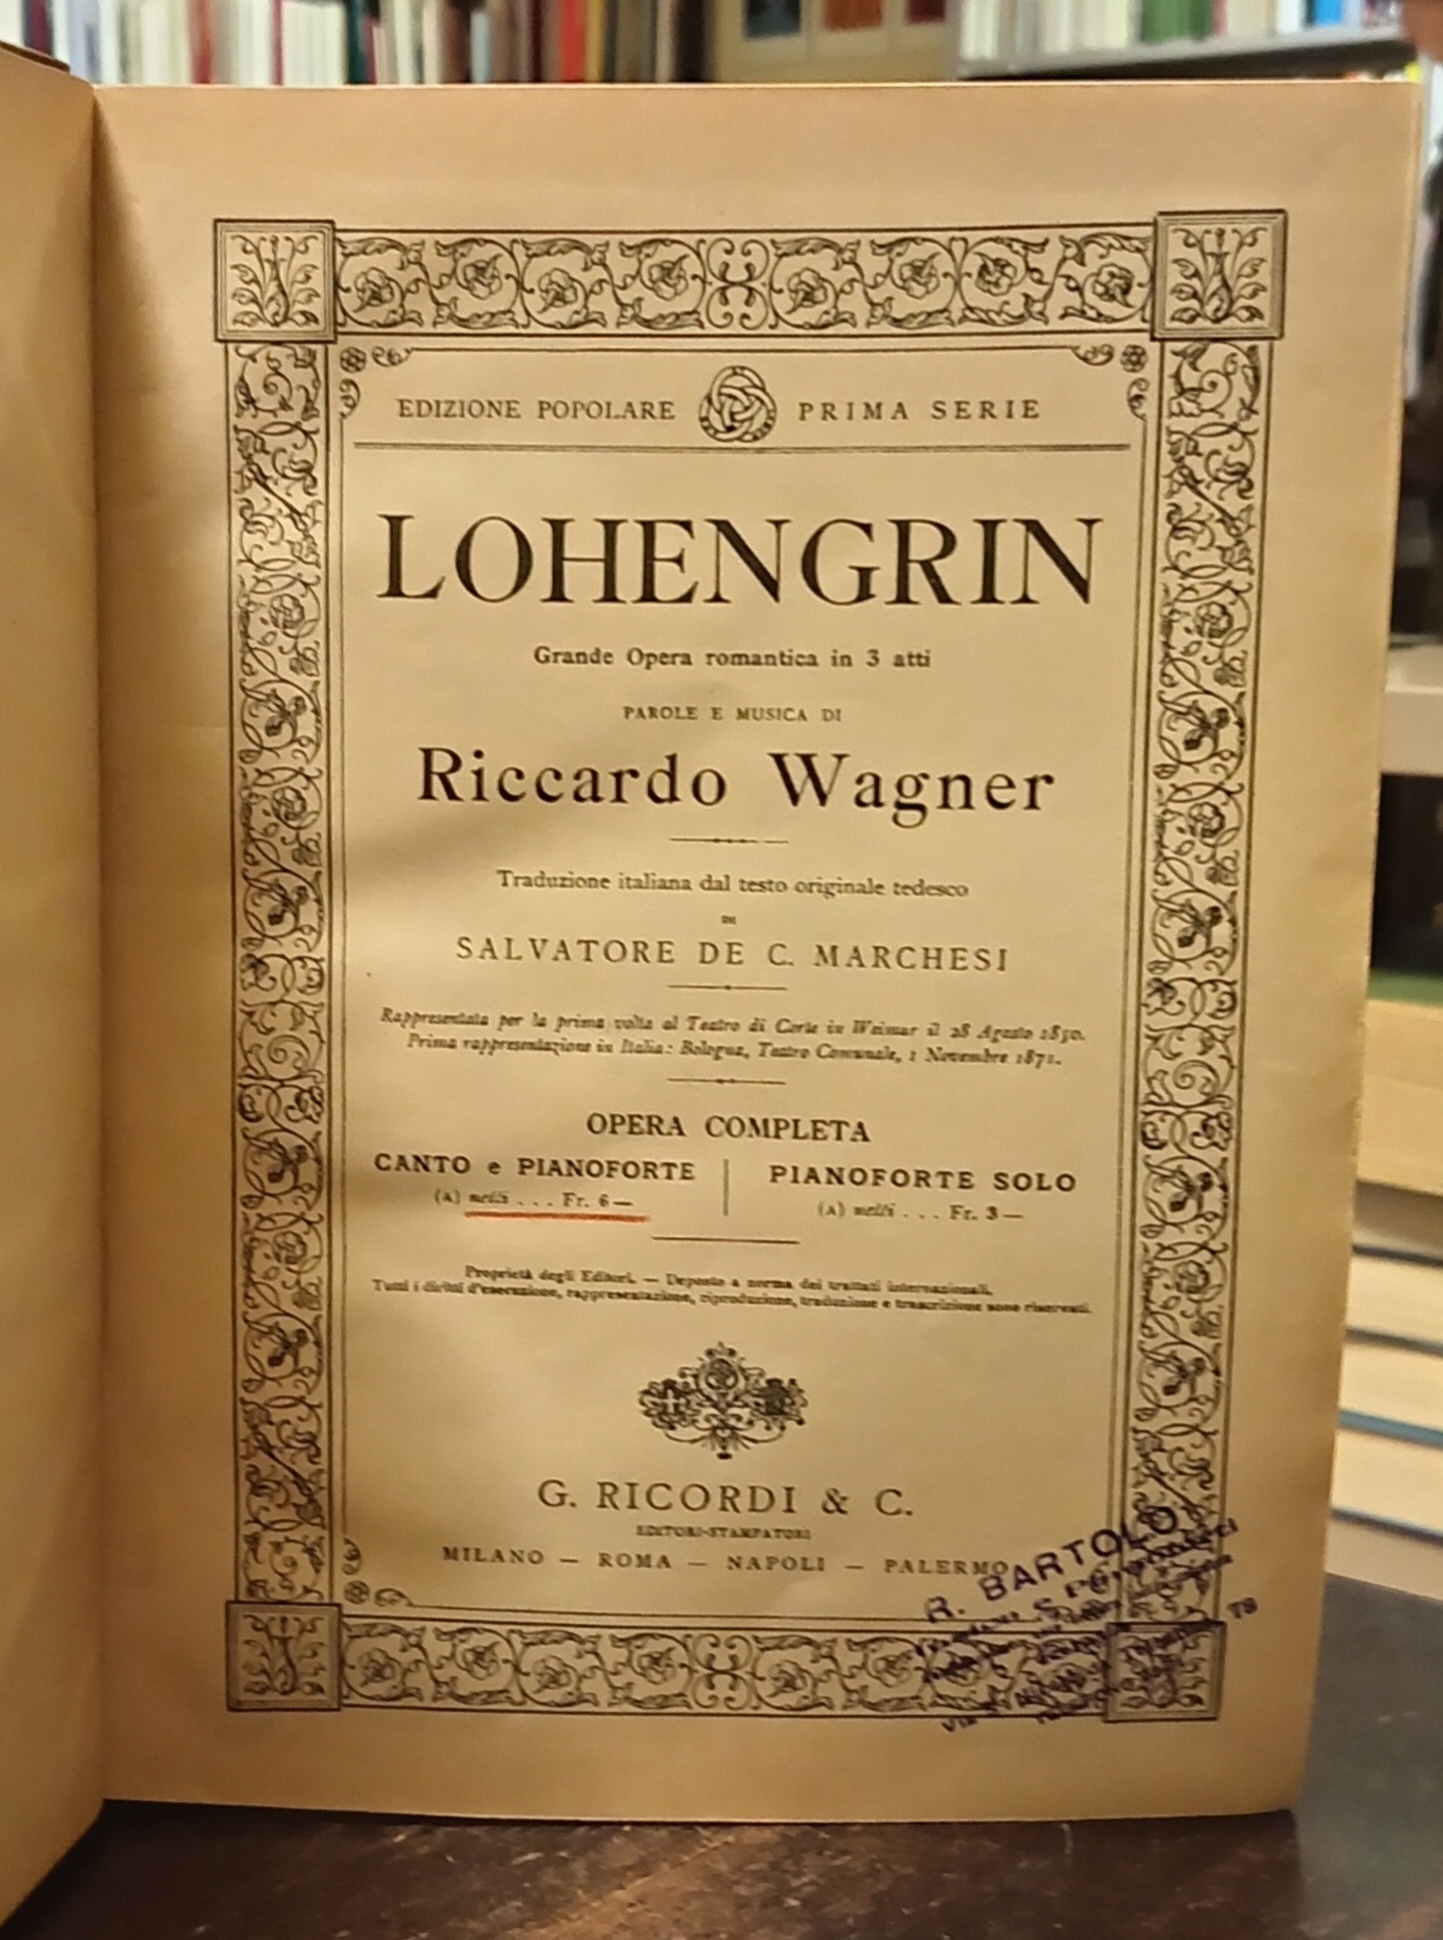 EDIZIONE POPOLARE PRIMA SERIE
LOHENGRIN
Grande Opera romantica in 3 atti
PAROLE E MUSICA DI
Riccardo Wagner
Traduzione italiana dal testo originale tedesco
DI
SALVATORE DE C. MARCHESI
Rappresentata per la prima volta al Teatro di Corte in Weimar il 28 Agosto 1850.
Prima rappresentazione in Italia: Bologna, Teatro Comunale, 1 Novembre 1871.
OPERA COMPLETA
CANTO e PIANOFORTE
(A) netti . . . Fr. 6 —
PIANOFORTE SOLO
(A) netti . . . Fr. 3 —
Proprietà degli Editori. — Deposto a norma dei trattati internazionali.
Tutti i diritti d'esecuzione, rappresentazione, riproduzione, traduzione e trascrizione sono riservati.
G. RICORDI & C.
EDITORI-STAMPATORI
MILANO — ROMA — NAPOLI — PALERMO
R. BARTOLO
78